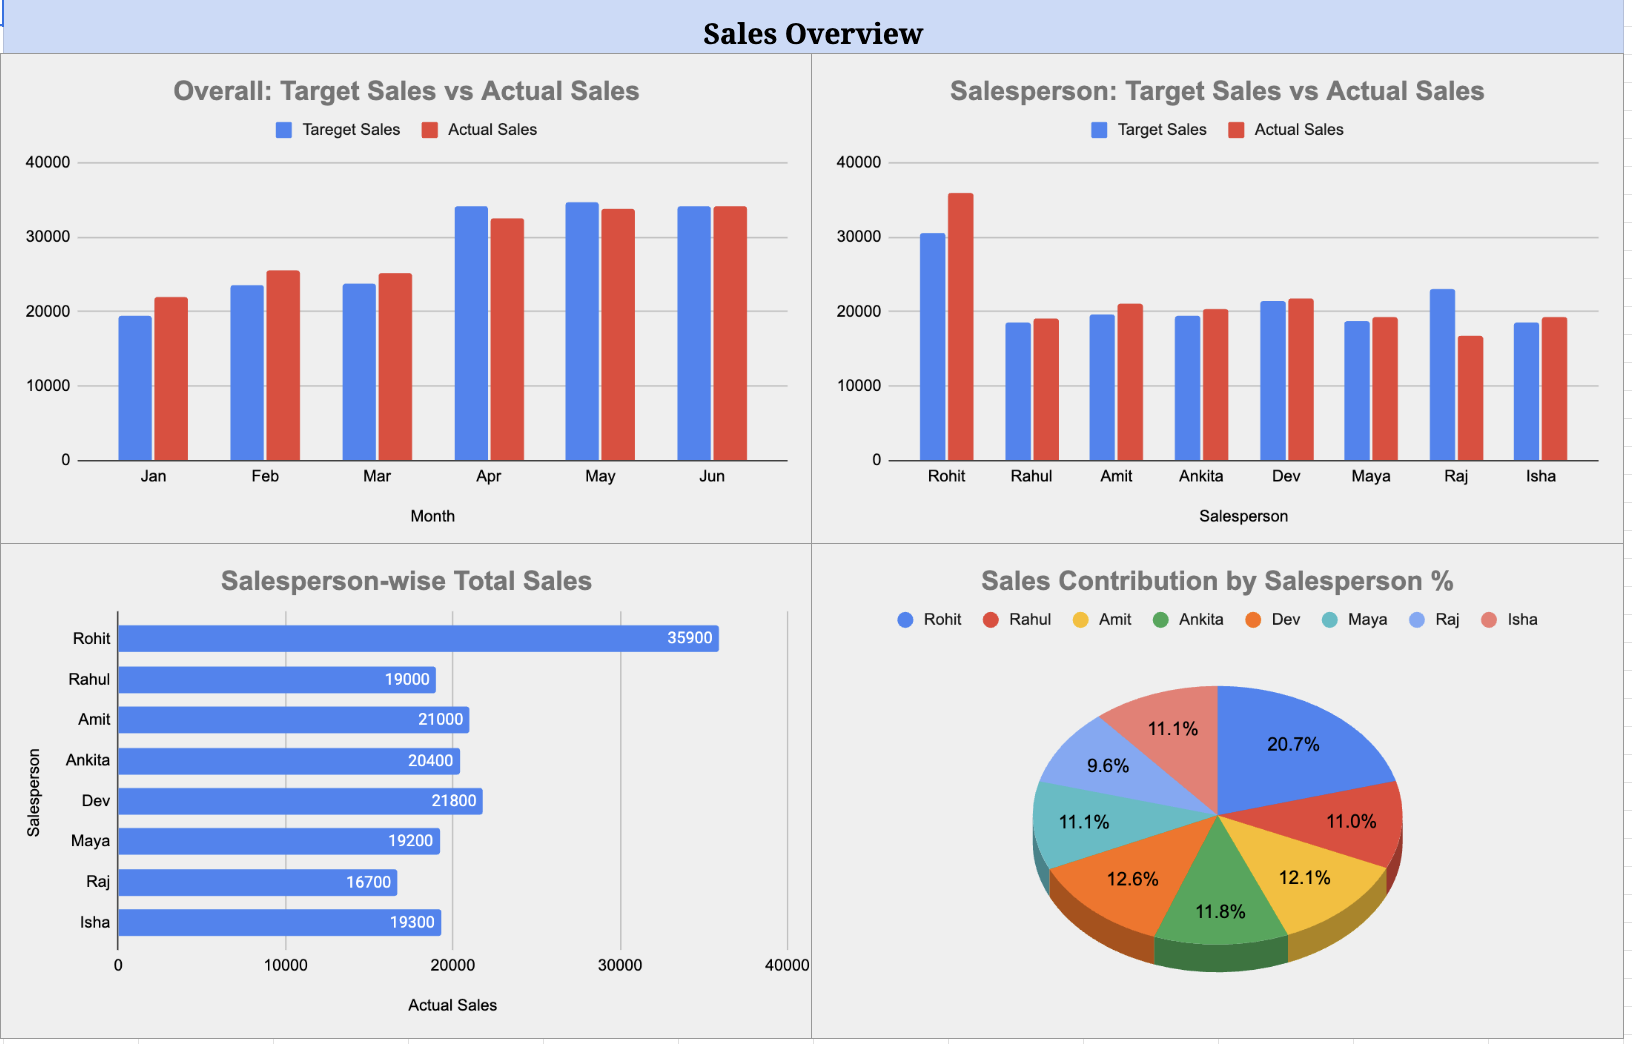 Sales Overview
Overall: Target Sales vs Actual Sales
Tareget Sales Actual Sales
40000
30000
20000
10000
0
Jan Feb Mar Apr May Jun
Month
Salesperson: Target Sales vs Actual Sales
Target Sales Actual Sales
40000
30000
20000
10000
0
Rohit Rahul Amit Ankita Dev Maya Raj Isha
Salesperson
Salesperson-wise Total Sales
Salesperson
Rohit 35900
Rahul 19000
Amit 21000
Ankita 20400
Dev 21800
Maya 19200
Raj 16700
Isha 19300
0 10000 20000 30000 40000
Actual Sales
Sales Contribution by Salesperson %
Rohit Rahul Amit Ankita Dev Maya Raj Isha
11.1%
20.7%
9.6%
11.1%
11.0%
12.6%
12.1%
11.8%